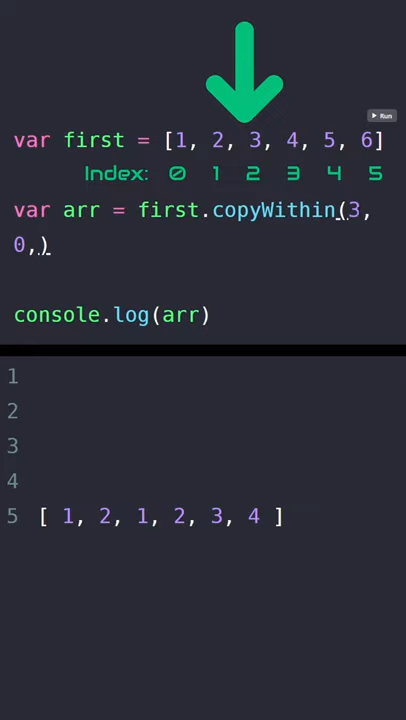 Run
var first = [1, 2, 3, 4, 5, 6]
Index: 0 1 2 3 4 5
var arr = first.copyWithin(3,
0,)
console.log(arr)
1
2
3
4
5 [ 1, 2, 1, 2, 3, 4 ]